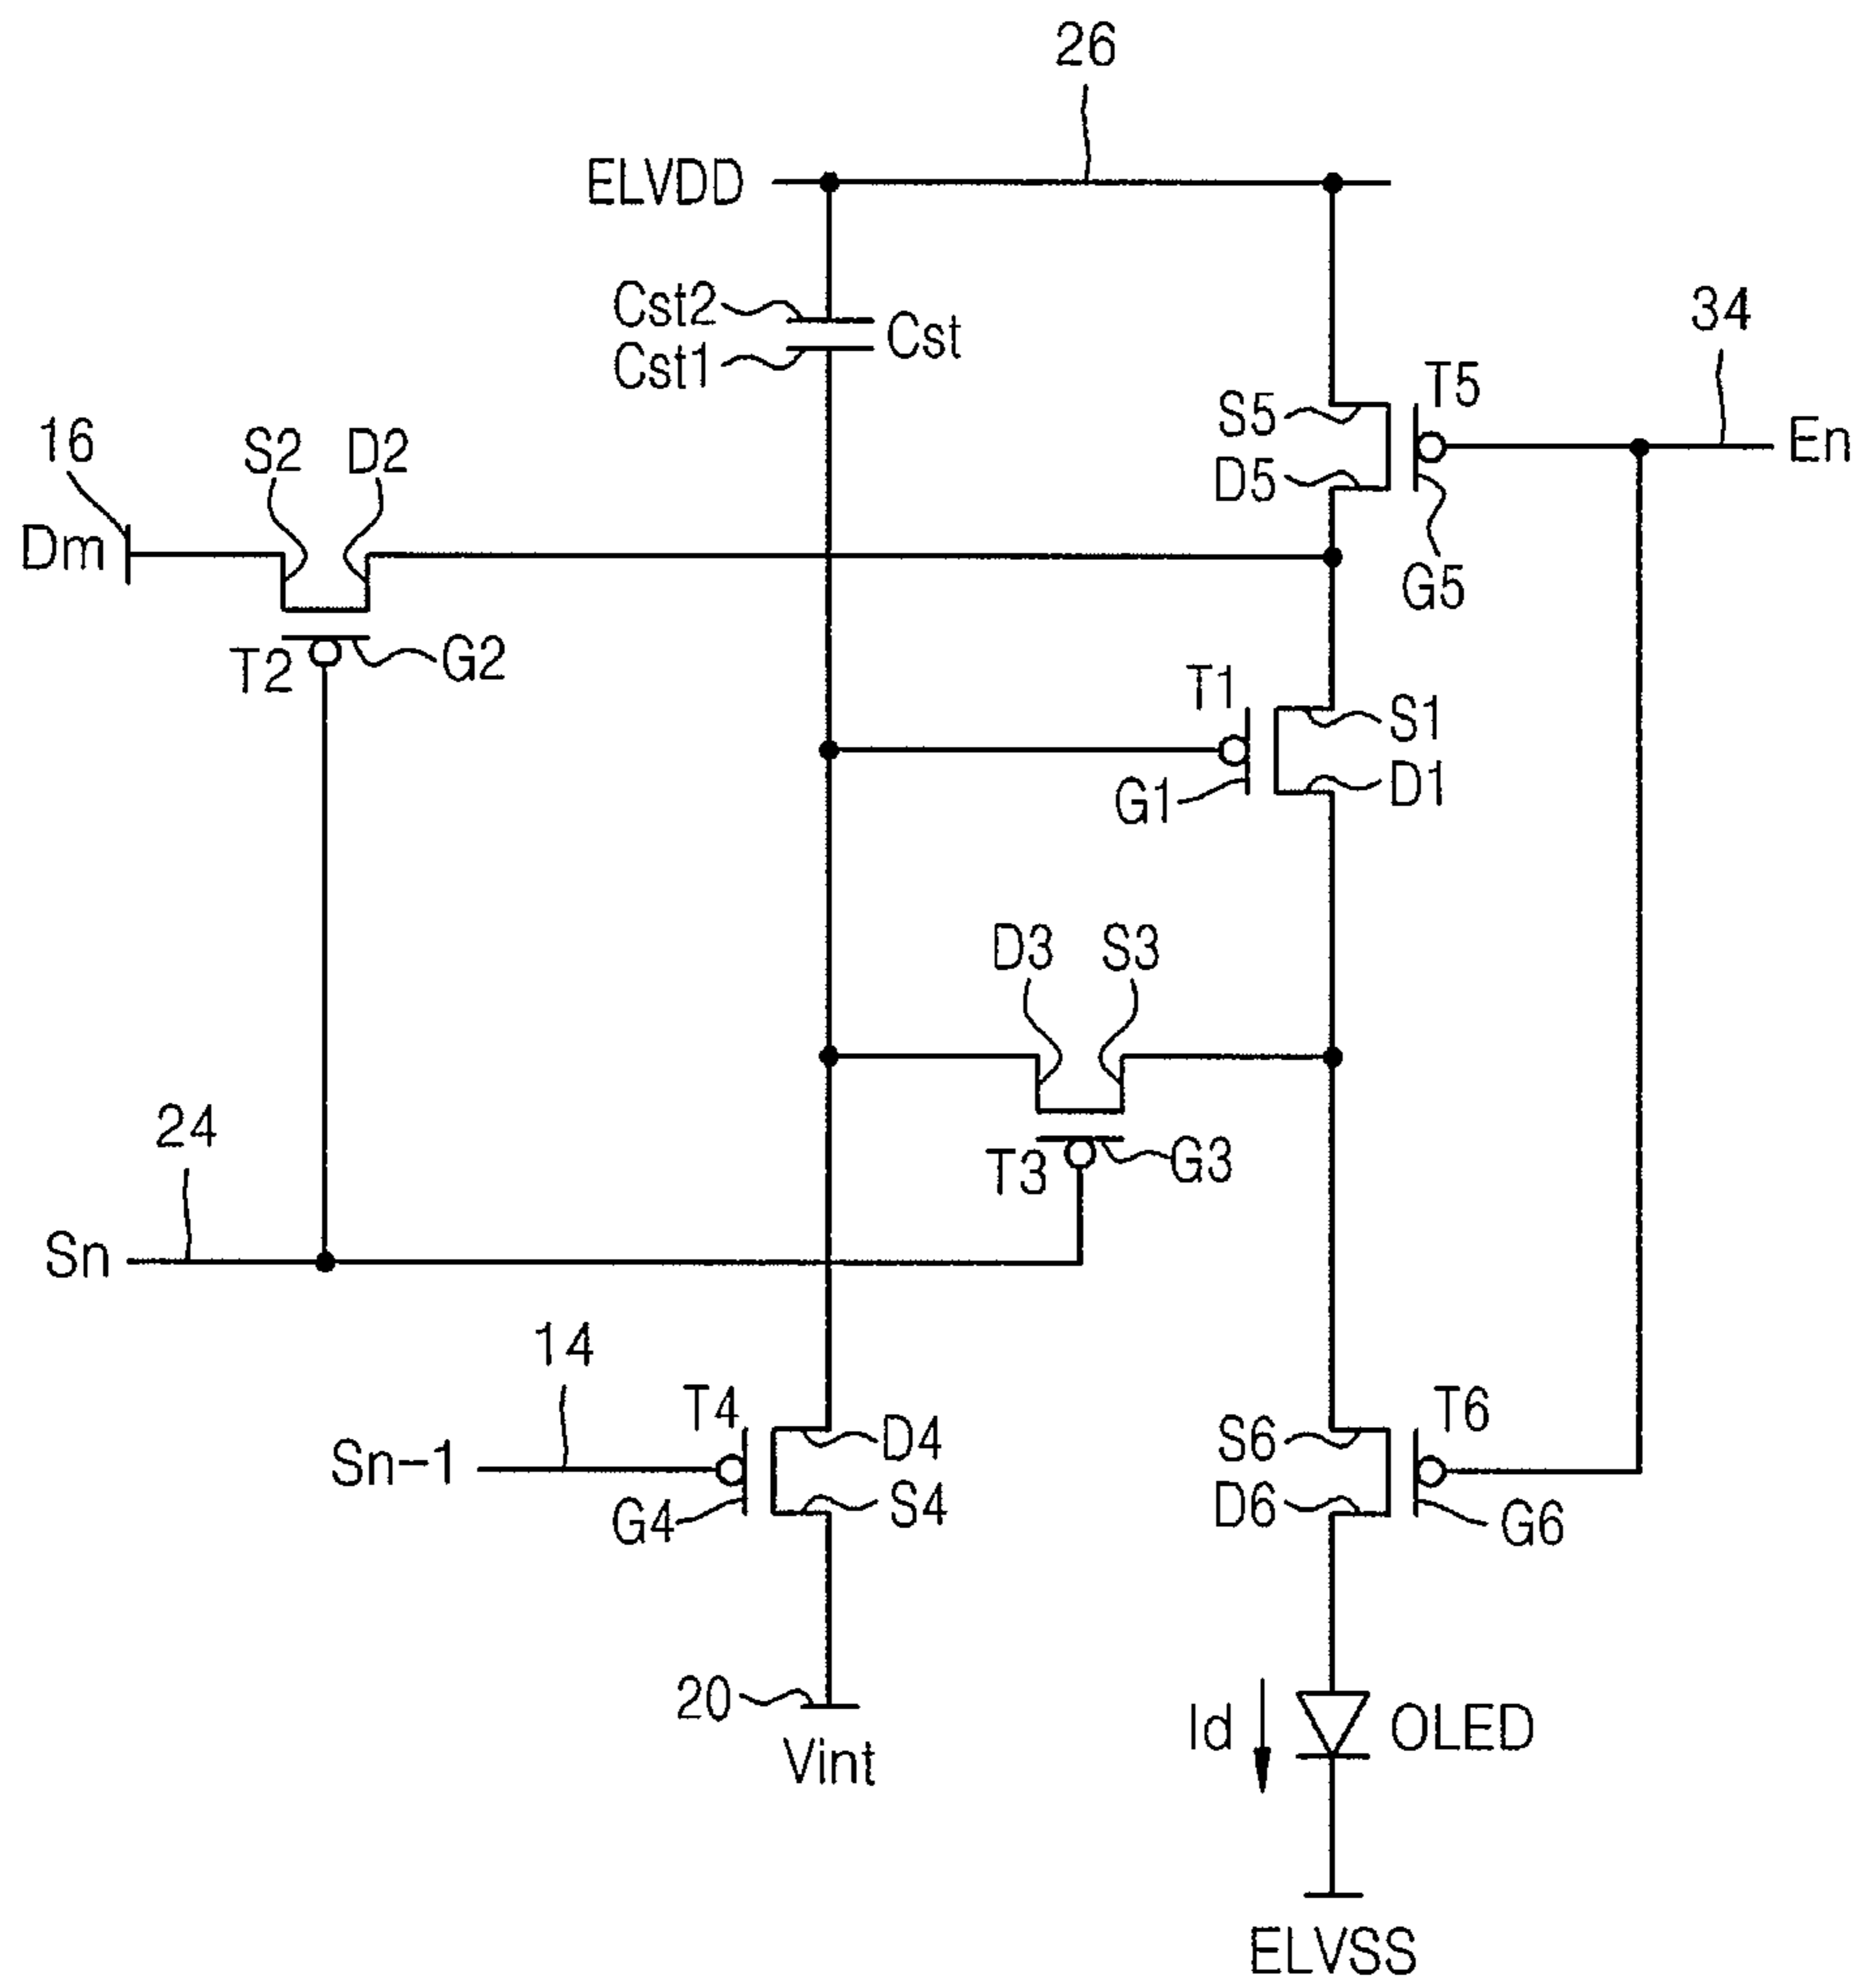 26
ELVDD
Cst2
Cst
Cst1
34
T5
S5
En
16
S2
D2
D5
Dm
G5
T2
G2
T1
S1
G1
D1
D3
S3
24
T3
G3
Sn
14
T4
D4
S6
T6
Sn-1
G4
S4
D6
G6
20
Id
OLED
Vint
ELVSS